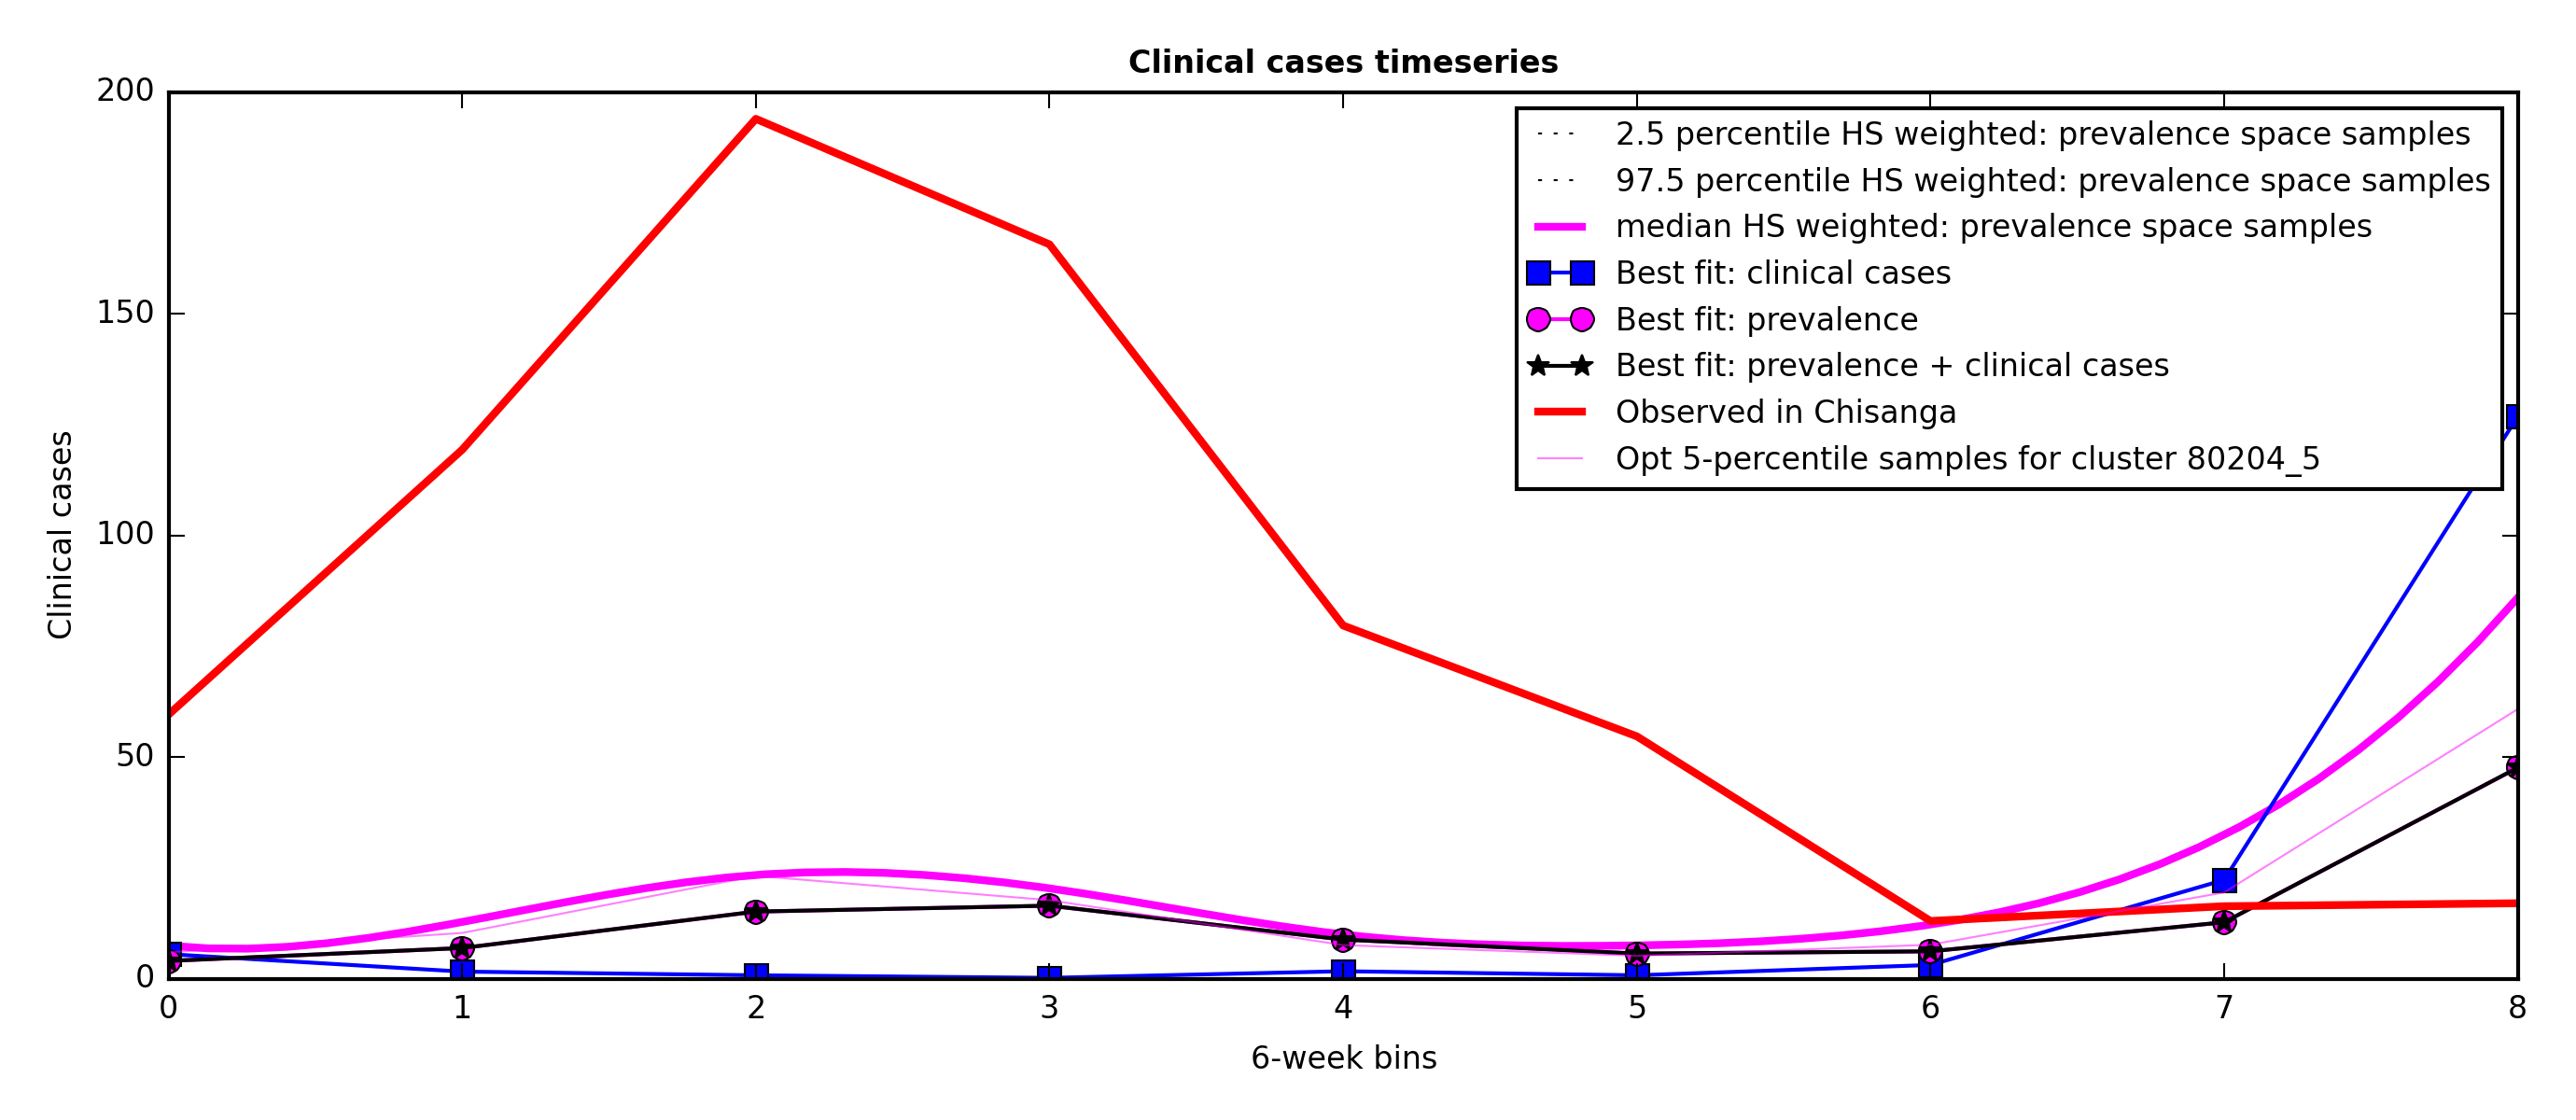 Clinical cases timeseries
200
150
100
50
0
Clinical cases
2.5 percentile HS weighted: prevalence space samples
97.5 percentile HS weighted: prevalence space samples
median HS weighted: prevalence space samples
Best fit: clinical cases
Best fit: prevalence
Best fit: prevalence + clinical cases
Observed in Chisanga
Opt 5-percentile samples for cluster 80204_5
0 1 2 3 4 5 6 7 8
6-week bins